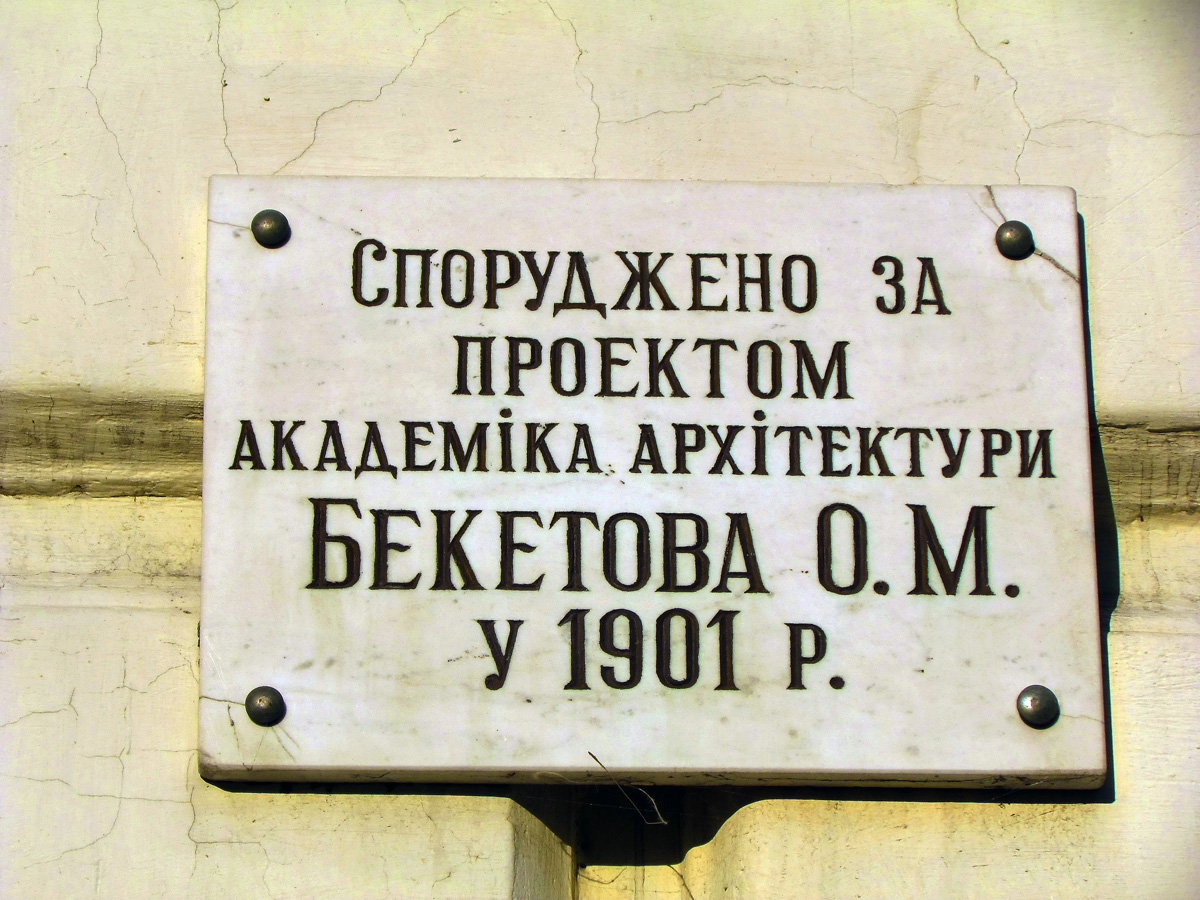 СПОРУДЖЕНО ЗА
ПРОЕКТОМ
АКАДЕМІКА АРХІТЕКТУРИ
БЕКЕТОВА О.М.
У 1901 Р.